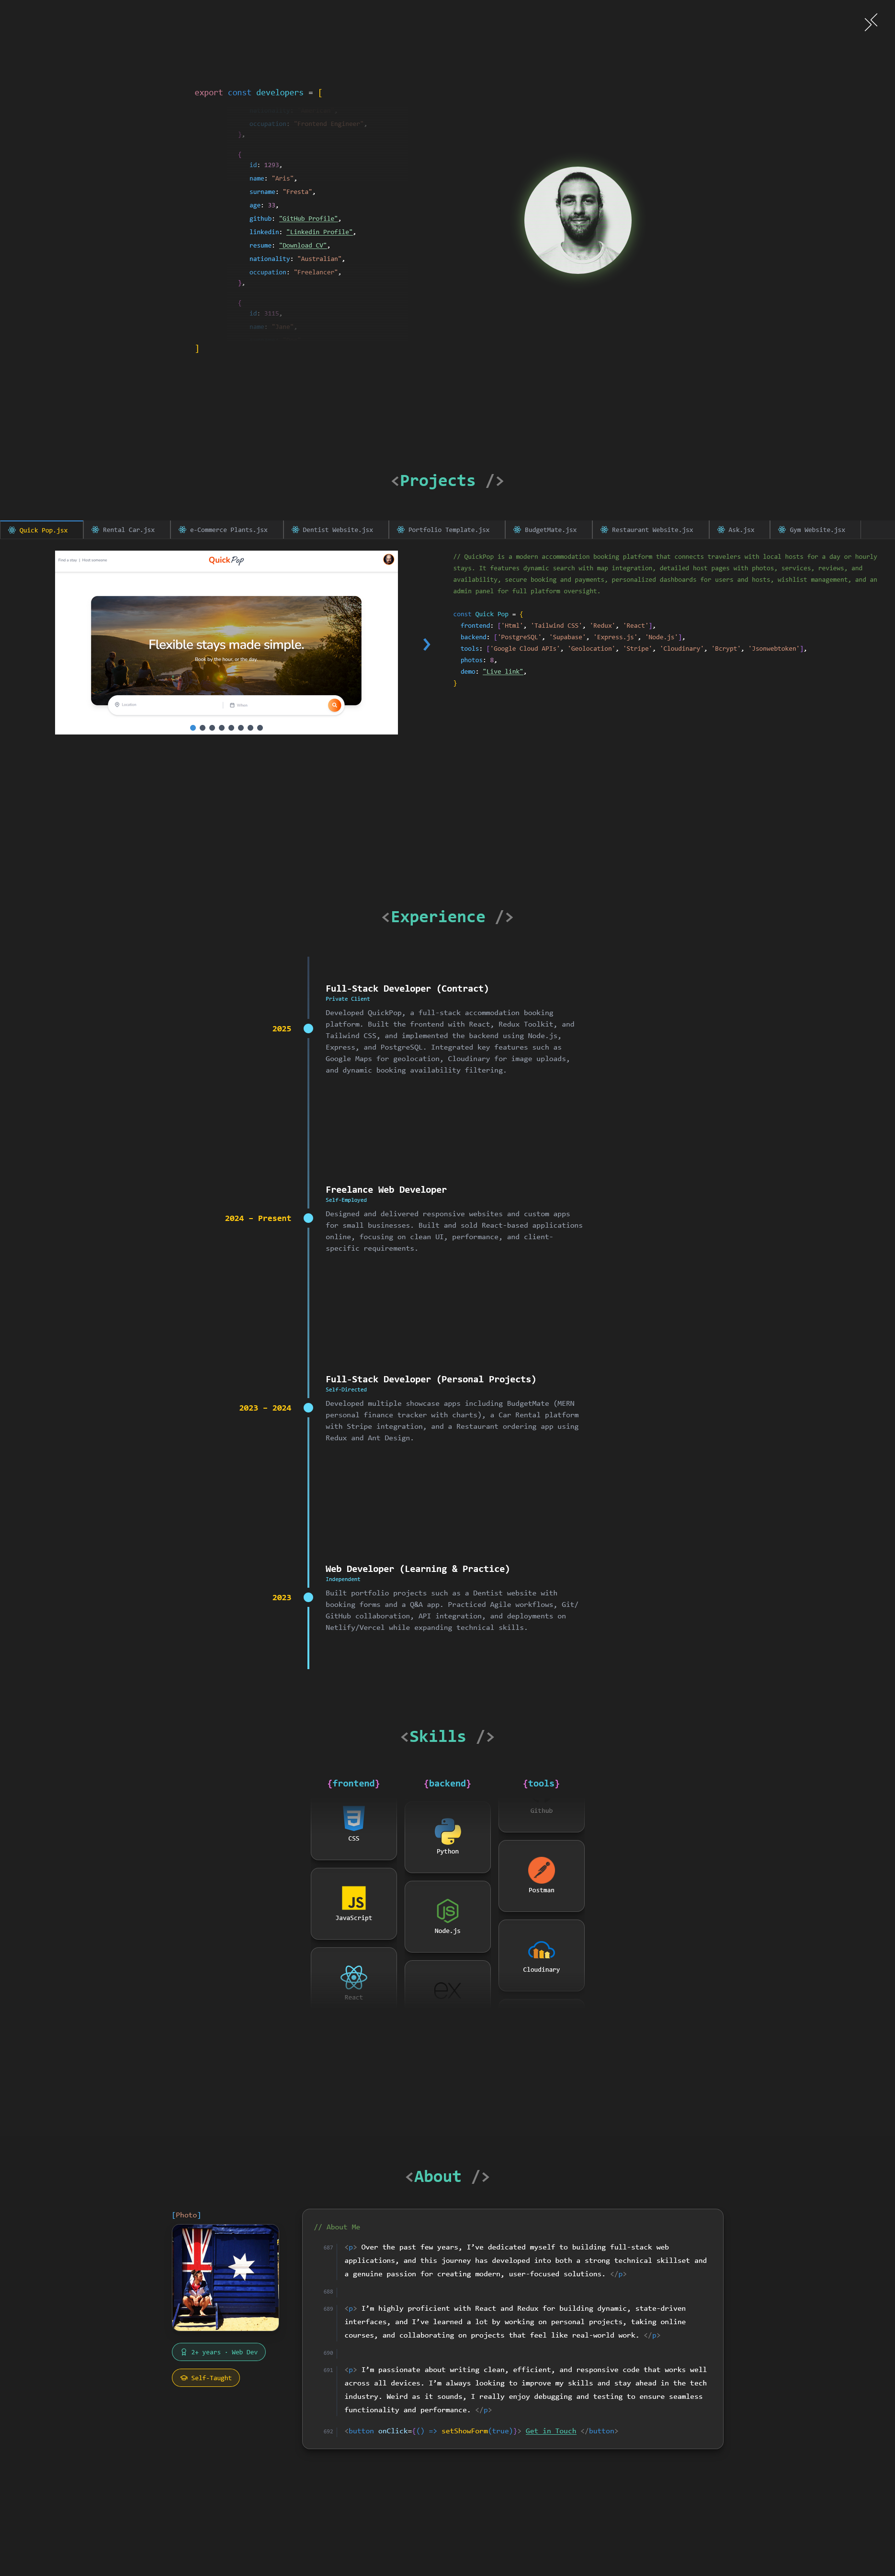 export const developers = [
occupation: "Frontend Engineer",
},
{
id: 1293,
name: "Aris",
surname: "Fresta",
age: 33,
github: "GitHub Profile",
linkedin: "Linkedin Profile",
resume: "Download CV",
nationality: "Australian",
occupation: "Freelancer",
},
{
]
<Projects />
Quick Pop.jsx
Rental Car.jsx
e-Commerce Plants.jsx
Dentist Website.jsx
Portfolio Template.jsx
BudgetMate.jsx
Restaurant Website.jsx
Ask.jsx
Gym Website.jsx
Find a stay |
QuickPop
Flexible stays made simple.
Book by the hour, or the day.
Location
When
// QuickPop is a modern accommodation booking platform that connects travelers with local hosts for a day or hourly
stays. It features dynamic search with map integration, detailed host pages with photos, services, reviews, and
availability, secure booking and payments, personalized dashboards for users and hosts, wishlist management, and an
admin panel for full platform oversight.
const Quick Pop = {
frontend: ['Html', 'Tailwind CSS', 'Redux', 'React'],
backend: ['PostgreSQL', 'Supabase', 'Express.js', 'Node.js'],
tools: ['Google Cloud APIs', 'Geolocation', 'Stripe', 'Cloudinary', 'Bcrypt', 'Jsonwebtoken'],
photos: 8,
demo: "Live link",
}
<Experience />
Full-Stack Developer (Contract)
Private Client
2025
Developed QuickPop, a full-stack accommodation booking
platform. Built the frontend with React, Redux Toolkit, and
Tailwind CSS, and implemented the backend using Node.js,
Express, and PostgreSQL. Integrated key features such as
Google Maps for geolocation, Cloudinary for image uploads,
and dynamic booking availability filtering.
Freelance Web Developer
Self-Employed
2024 – Present
Designed and delivered responsive websites and custom apps
for small businesses. Built and sold React-based applications
online, focusing on clean UI, performance, and client-
specific requirements.
Full-Stack Developer (Personal Projects)
Self-Directed
2023 – 2024
Developed multiple showcase apps including BudgetMate (MERN
personal finance tracker with charts), a Car Rental platform
with Stripe integration, and a Restaurant ordering app using
Redux and Ant Design.
Web Developer (Learning & Practice)
Independent
2023
Built portfolio projects such as a Dentist website with
booking forms and a Q&A app. Practiced Agile workflows, Git/
GitHub collaboration, API integration, and deployments on
Netlify/Vercel while expanding technical skills.
<Skills />
{frontend}
{backend}
{tools}
CSS
JS
JavaScript
React
Python
JS
Node.js
ex
Github
Postman
Cloudinary
<About />
[Photo]
2+ years - Web Dev
Self-Taught
// About Me
687 <p> Over the past few years, I've dedicated myself to building full-stack web
applications, and this journey has developed into both a strong technical skillset and
a genuine passion for creating modern, user-focused solutions. </p>
688
689 <p> I'm highly proficient with React and Redux for building dynamic, state-driven
interfaces, and I've learned a lot by working on personal projects, taking online
courses, and collaborating on projects that feel like real-world work. </p>
690
691 <p> I'm passionate about writing clean, efficient, and responsive code that works well
across all devices. I'm always looking to improve my skills and stay ahead in the tech
industry. Weird as it sounds, I really enjoy debugging and testing to ensure seamless
functionality and performance. </p>
692 <button onClick={() => setShowForm(true)}> Get in Touch </button>